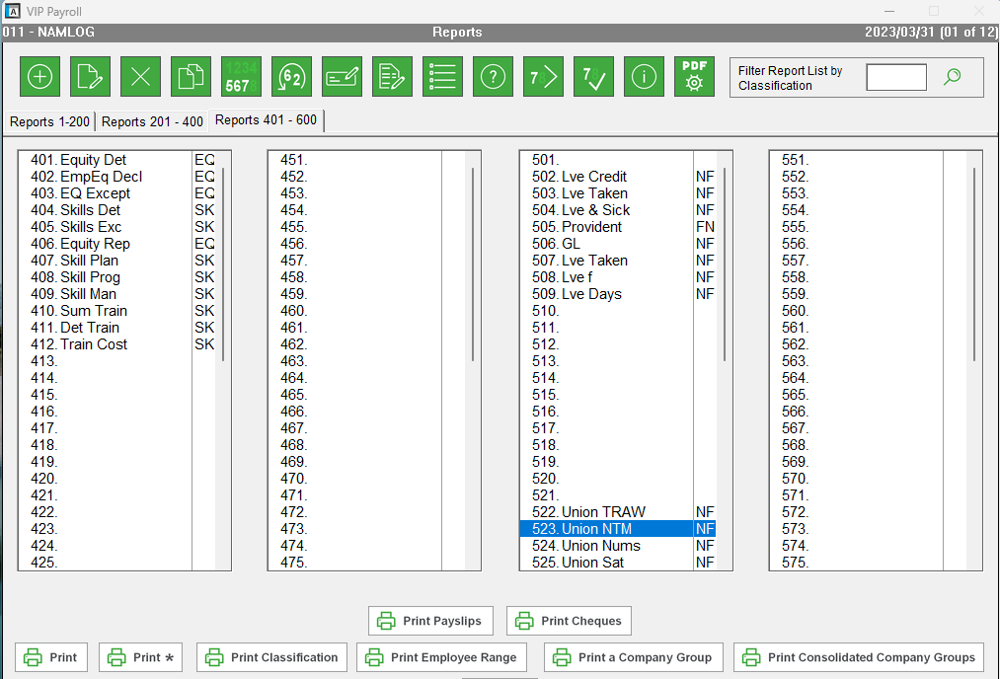 VIP Payroll
011 - NAMLOG Reports 2023/03/31 (01 of 12)
1234
5678
62
?
7
7
i
PDF
Filter Report List by
Classification
Reports 1-200 Reports 201 - 400 Reports 401 - 600
401. Equity Det EQ
402. EmpEq Decl EQ
403. EQ Except EQ
404. Skills Det SK
405. Skills Exc SK
406. Equity Rep EQ
407. Skill Plan SK
408. Skill Prog SK
409. Skill Man SK
410. Sum Train SK
411. Det Train SK
412. Train Cost SK
413.
414.
415.
416.
417.
418.
419.
420.
421.
422.
423.
424.
425.
451.
452.
453.
454.
455.
456.
457.
458.
459.
460.
461.
462.
463.
464.
465.
466.
467.
468.
469.
470.
471.
472.
473.
474.
475.
501.
502. Lve Credit NF
503. Lve Taken NF
504. Lve & Sick NF
505. Provident FN
506. GL NF
507. Lve Taken NF
508. Lve f NF
509. Lve Days NF
510.
511.
512.
513.
514.
515.
516.
517.
518.
519.
520.
521.
522. Union TRAW NF
523. Union NTM NF
524. Union Nums NF
525. Union Sat NF
551.
552.
553.
554.
555.
556.
557.
558.
559.
560.
561.
562.
563.
564.
565.
566.
567.
568.
569.
570.
571.
572.
573.
574.
575.
Print Payslips Print Cheques
Print Print * Print Classification Print Employee Range Print a Company Group Print Consolidated Company Groups